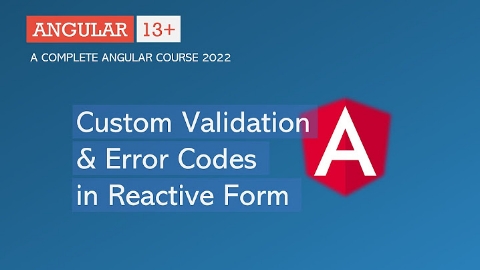 ANGULAR 13+
A COMPLETE ANGULAR COURSE 2022
Custom Validation
& Error Codes
in Reactive Form
A